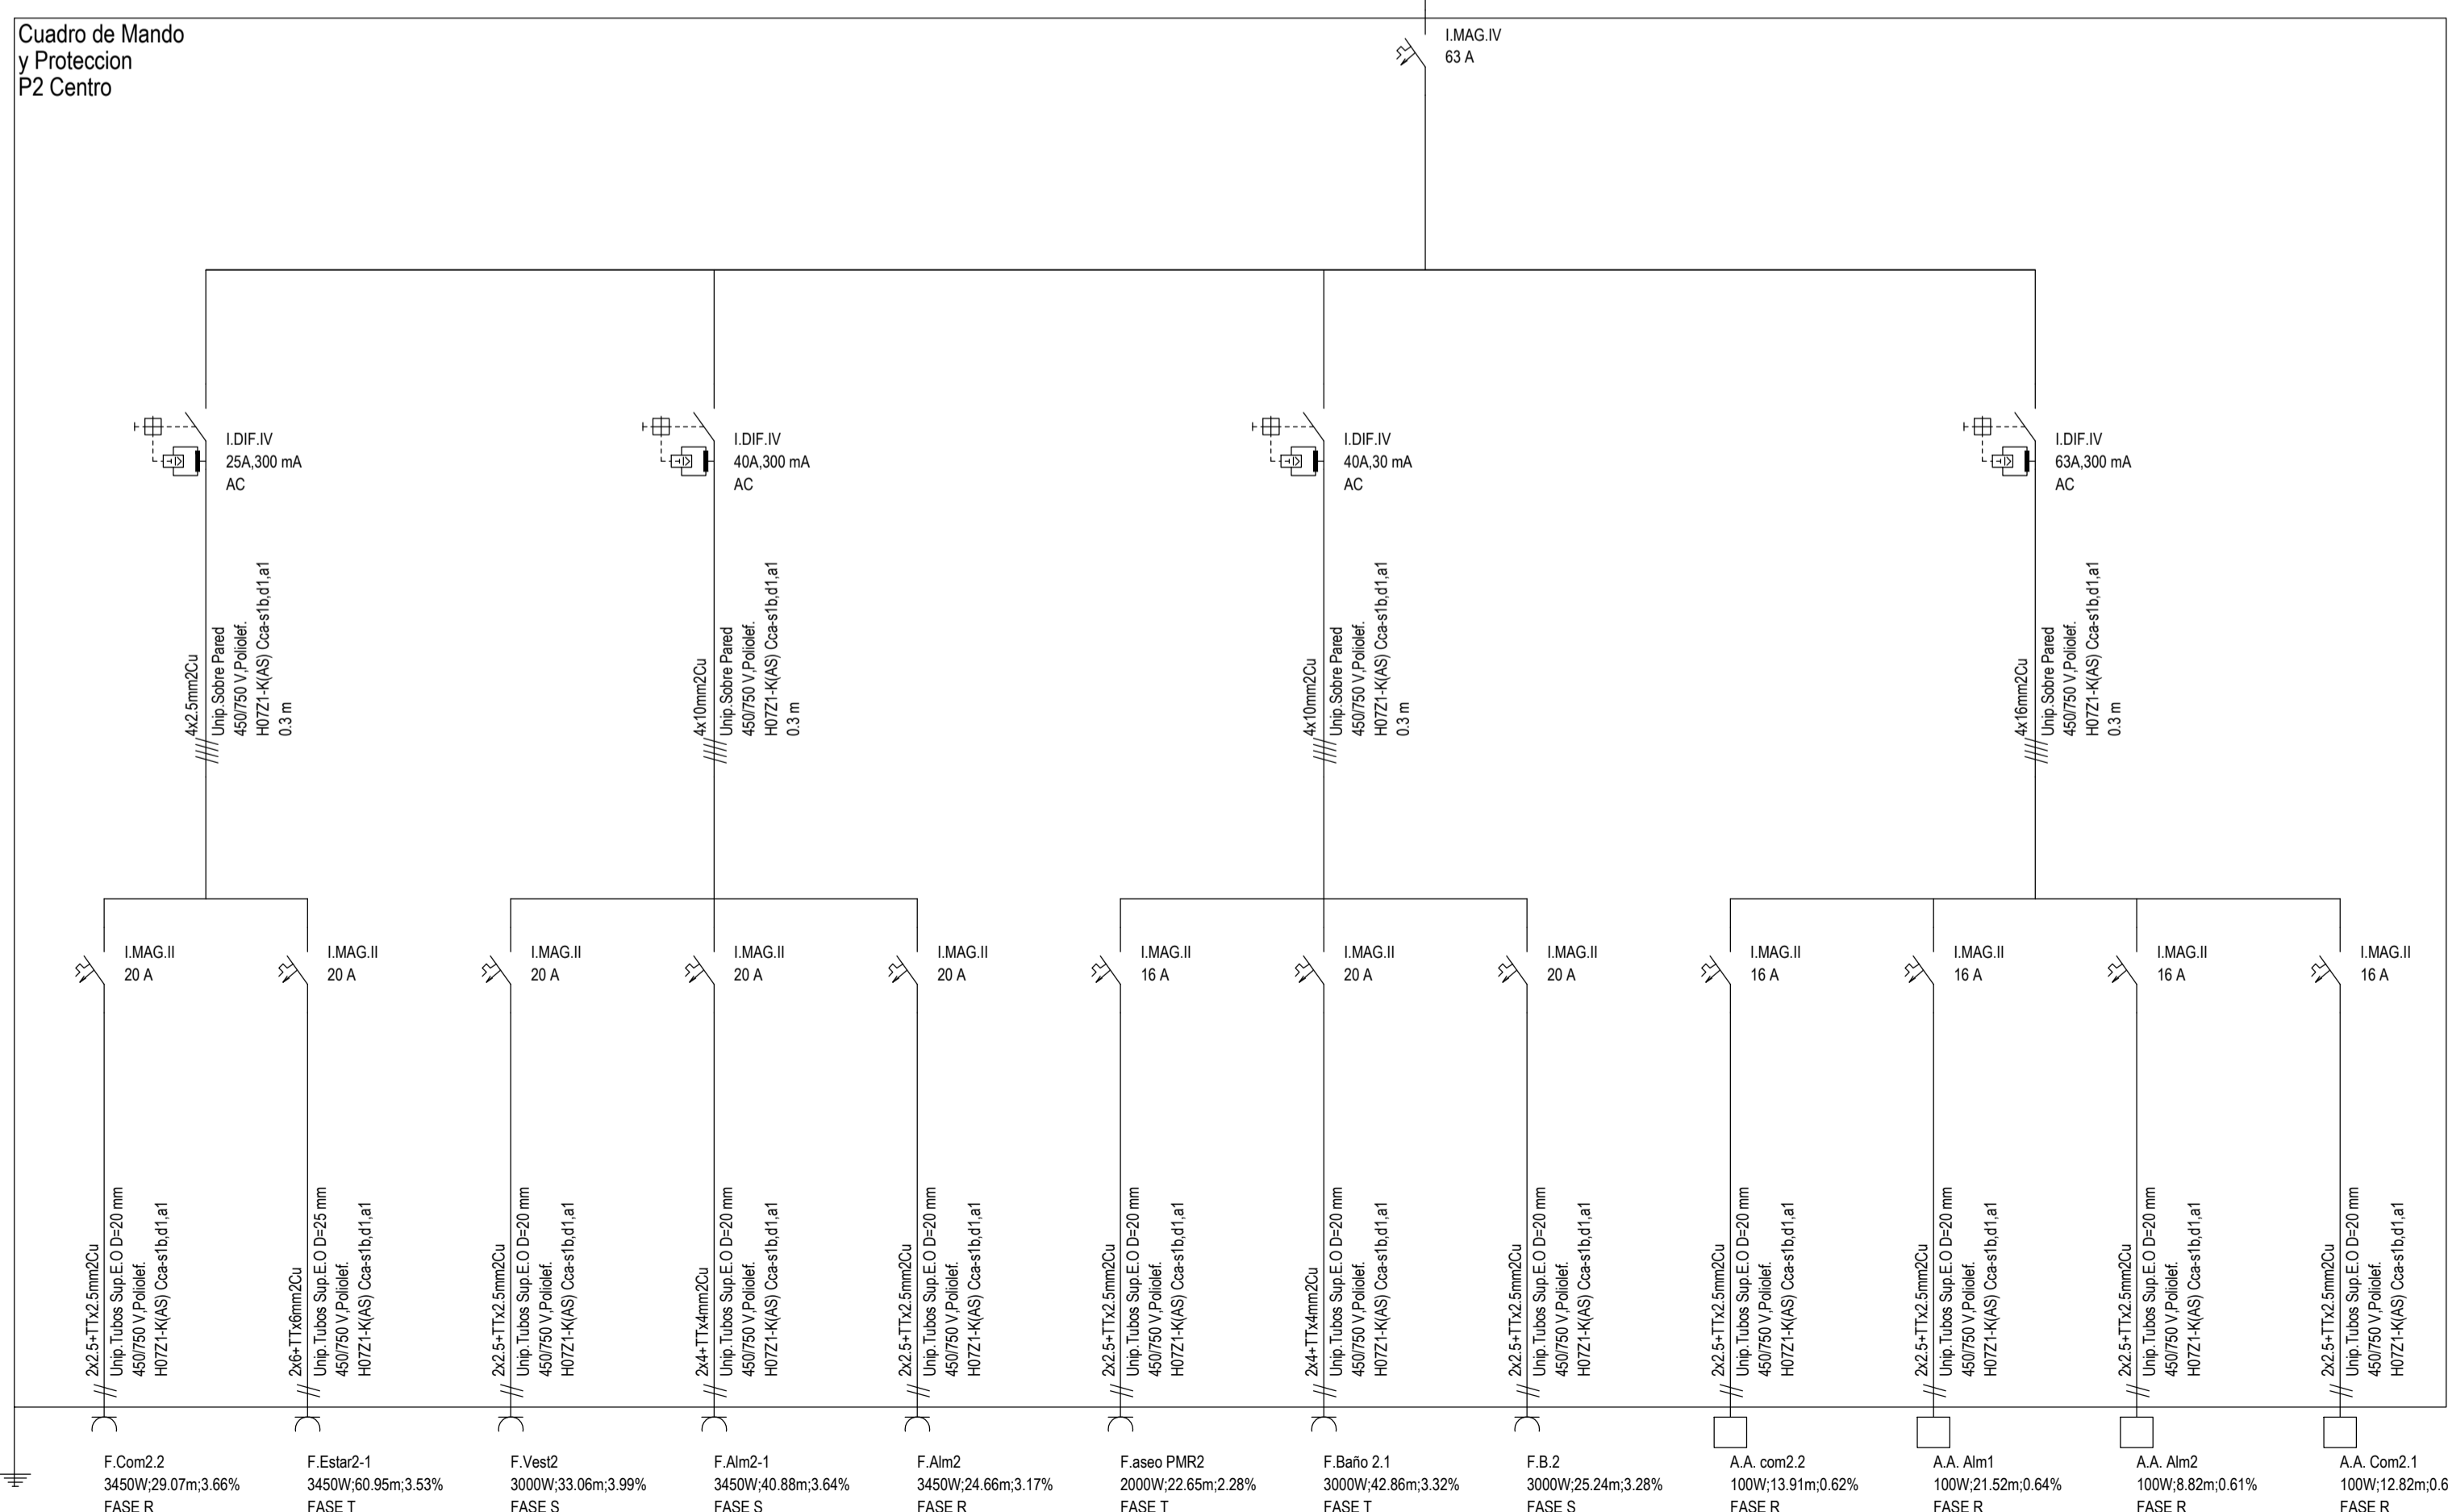 Cuadro de Mando
y Proteccion
P2 Centro
I.MAG.IV
63 A
I.DIF.IV
25A,300 mA
AC
I.DIF.IV
40A,300 mA
AC
I.DIF.IV
40A,30 mA
AC
I.DIF.IV
63A,300 mA
AC
4x2.5mm2Cu
Unip.Sobre Pared
450/750 V,Poliolef.
H07Z1-K(AS) Cca-s1b,d1,a1
0.3 m
4x10mm2Cu
Unip.Sobre Pared
450/750 V,Poliolef.
H07Z1-K(AS) Cca-s1b,d1,a1
0.3 m
4x10mm2Cu
Unip.Sobre Pared
450/750 V,Poliolef.
H07Z1-K(AS) Cca-s1b,d1,a1
0.3 m
4x16mm2Cu
Unip.Sobre Pared
450/750 V,Poliolef.
H07Z1-K(AS) Cca-s1b,d1,a1
0.3 m
I.MAG.II
20 A
I.MAG.II
20 A
I.MAG.II
20 A
I.MAG.II
20 A
I.MAG.II
20 A
I.MAG.II
16 A
I.MAG.II
20 A
I.MAG.II
20 A
I.MAG.II
16 A
I.MAG.II
16 A
I.MAG.II
16 A
I.MAG.II
16 A
2x2.5+TTx2.5mm2Cu
Unip.Tubos Sup.E.O D=20 mm
450/750 V,Poliolef.
H07Z1-K(AS) Cca-s1b,d1,a1
2x6+TTx6mm2Cu
Unip.Tubos Sup.E.O D=25 mm
450/750 V,Poliolef.
H07Z1-K(AS) Cca-s1b,d1,a1
2x2.5+TTx2.5mm2Cu
Unip.Tubos Sup.E.O D=20 mm
450/750 V,Poliolef.
H07Z1-K(AS) Cca-s1b,d1,a1
2x4+TTx4mm2Cu
Unip.Tubos Sup.E.O D=20 mm
450/750 V,Poliolef.
H07Z1-K(AS) Cca-s1b,d1,a1
2x2.5+TTx2.5mm2Cu
Unip.Tubos Sup.E.O D=20 mm
450/750 V,Poliolef.
H07Z1-K(AS) Cca-s1b,d1,a1
2x2.5+TTx2.5mm2Cu
Unip.Tubos Sup.E.O D=20 mm
450/750 V,Poliolef.
H07Z1-K(AS) Cca-s1b,d1,a1
2x4+TTx4mm2Cu
Unip.Tubos Sup.E.O D=20 mm
450/750 V,Poliolef.
H07Z1-K(AS) Cca-s1b,d1,a1
2x2.5+TTx2.5mm2Cu
Unip.Tubos Sup.E.O D=20 mm
450/750 V,Poliolef.
H07Z1-K(AS) Cca-s1b,d1,a1
2x2.5+TTx2.5mm2Cu
Unip.Tubos Sup.E.O D=20 mm
450/750 V,Poliolef.
H07Z1-K(AS) Cca-s1b,d1,a1
2x2.5+TTx2.5mm2Cu
Unip.Tubos Sup.E.O D=20 mm
450/750 V,Poliolef.
H07Z1-K(AS) Cca-s1b,d1,a1
2x2.5+TTx2.5mm2Cu
Unip.Tubos Sup.E.O D=20 mm
450/750 V,Poliolef.
H07Z1-K(AS) Cca-s1b,d1,a1
2x2.5+TTx2.5mm2Cu
Unip.Tubos Sup.E.O D=20 mm
450/750 V,Poliolef.
H07Z1-K(AS) Cca-s1b,d1,a1
F.Com2.2
3450W;29.07m;3.66%
FASE R
F.Estar2-1
3450W;60.95m;3.53%
FASE T
F.Vest2
3000W;33.06m;3.99%
FASE S
F.Alm2-1
3450W;40.88m;3.64%
FASE S
F.Alm2
3450W;24.66m;3.17%
FASE R
F.aseo PMR2
2000W;22.65m;2.28%
FASE T
F.Baño 2.1
3000W;42.86m;3.32%
FASE T
F.B.2
3000W;25.24m;3.28%
FASE S
A.A. com2.2
100W;13.91m;0.62%
FASE R
A.A. Alm1
100W;21.52m;0.64%
FASE R
A.A. Alm2
100W;8.82m;0.61%
FASE R
A.A. Com2.1
100W;12.82m;0.6
FASE R